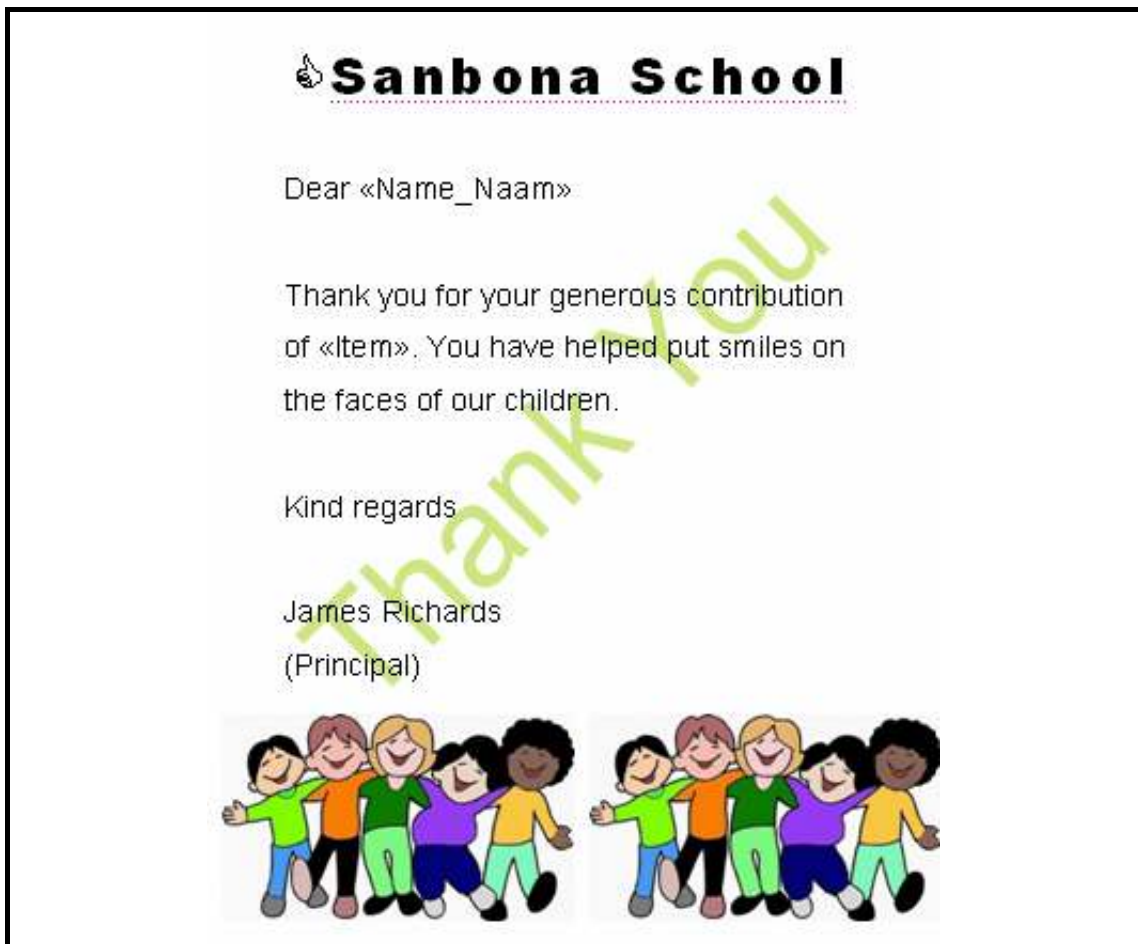 Sanbona School
Dear «Name_Naam»
Thank you for your generous contribution
of «Item». You have helped put smiles on
the faces of our children.
Kind regards
James Richards
(Principal)
Thank You